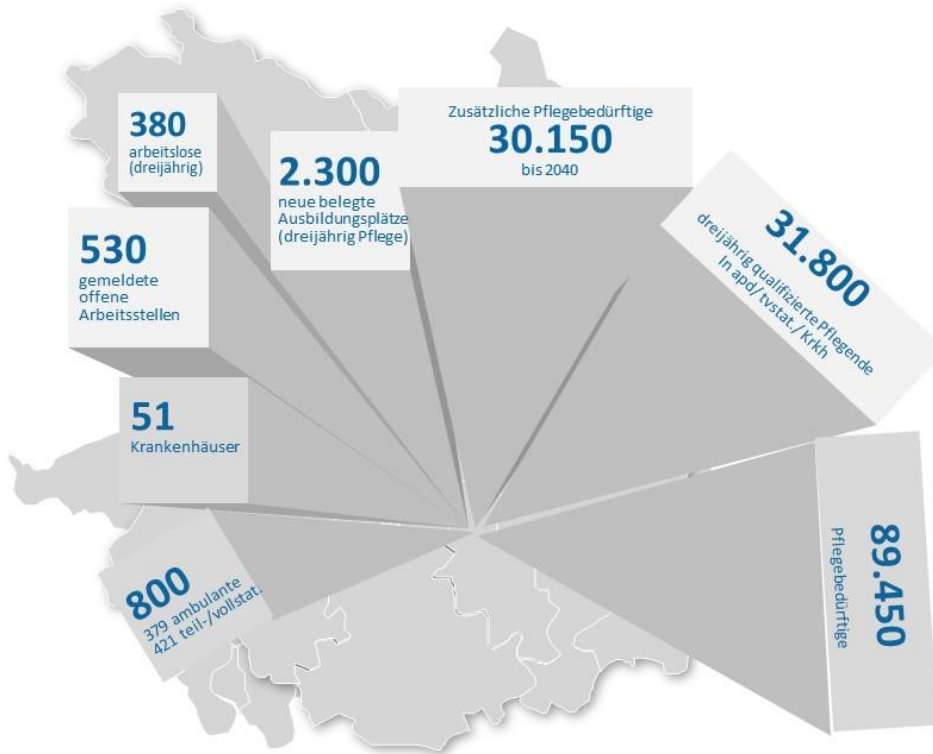 380
arbeitslose
(dreijährig)
2.300
neue belegte
Ausbildungsplätze
(dreijährig Pflege)
Zusätzliche Pflegebedürftige
30.150
bis 2040
31.800
dreijährig qualifizierte Pflegende
In apd/ tvstat./ Krkh
530
gemeldete
offene
Arbeitsstellen
51
Krankenhäuser
800
379 ambulante
421 teil-/vollstat.
89.450
Pflegebedürftige